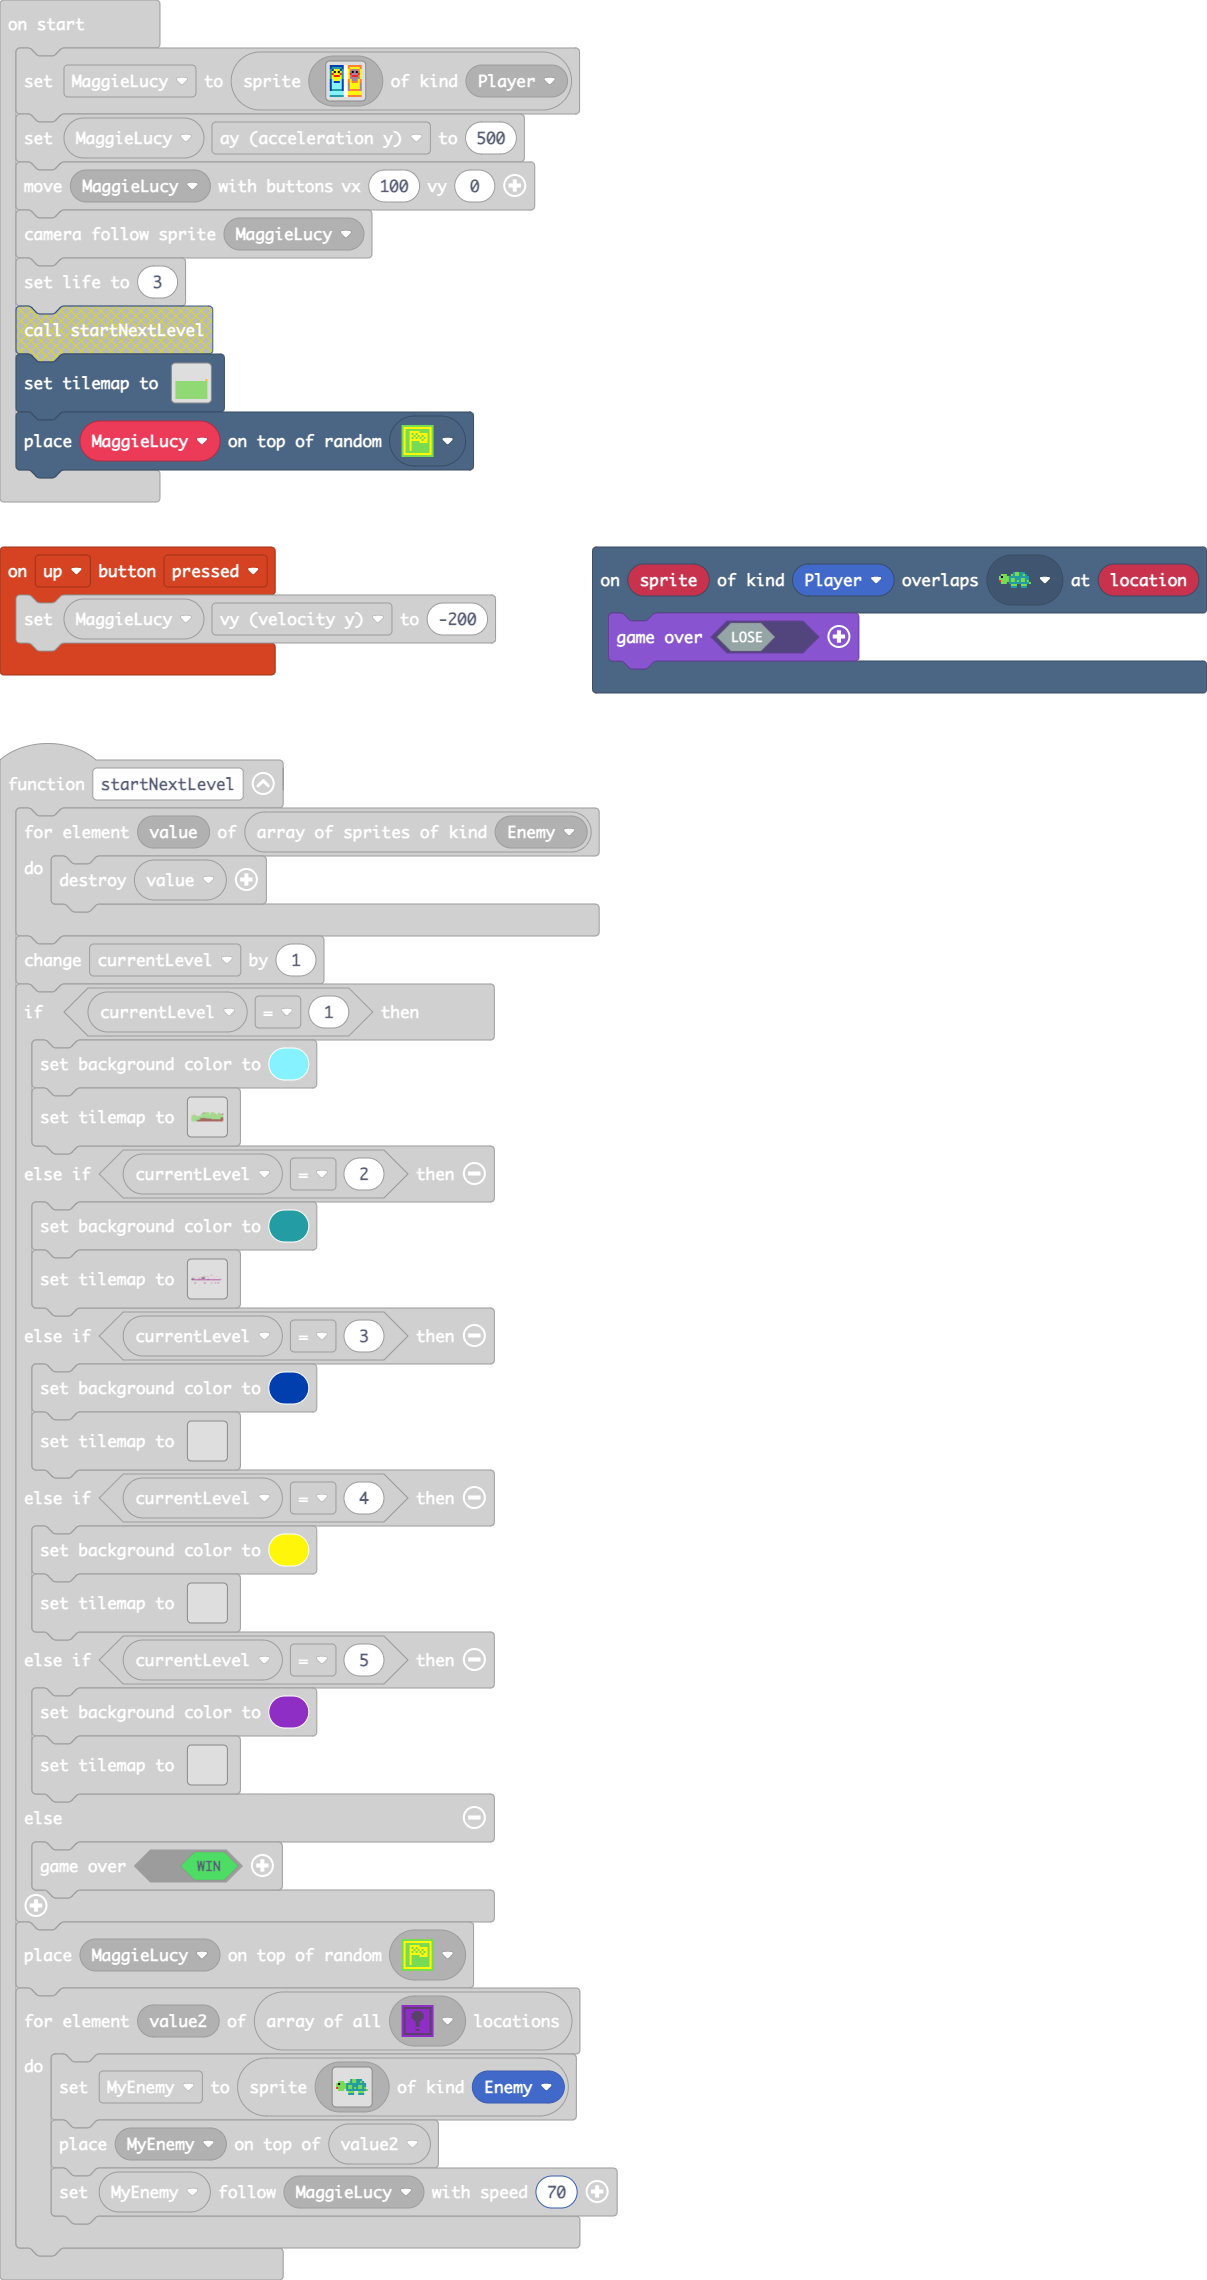 on start
set MaggieLucy to sprite of kind Player
set MaggieLucy ay (acceleration y) to 500
move MaggieLucy with buttons vx 100 vy 0
camera follow sprite MaggieLucy
set life to 3
call startNextLevel
set tilemap to
place MaggieLucy on top of random
on up button pressed
set MaggieLucy vy (velocity y) to -200
on sprite of kind Player overlaps at location
game over LOSE
function startNextLevel
for element value of array of sprites of kind Enemy
do
destroy value
change currentLevel by 1
if currentLevel = 1 then
set background color to
set tilemap to
else if currentLevel = 2 then
set background color to
set tilemap to
else if currentLevel = 3 then
set background color to
set tilemap to
else if currentLevel = 4 then
set background color to
set tilemap to
else if currentLevel = 5 then
set background color to
set tilemap to
else
game over WIN
place MaggieLucy on top of random
for element value2 of array of all locations
do
set MyEnemy to sprite of kind Enemy
place MyEnemy on top of value2
set MyEnemy follow MaggieLucy with speed 70